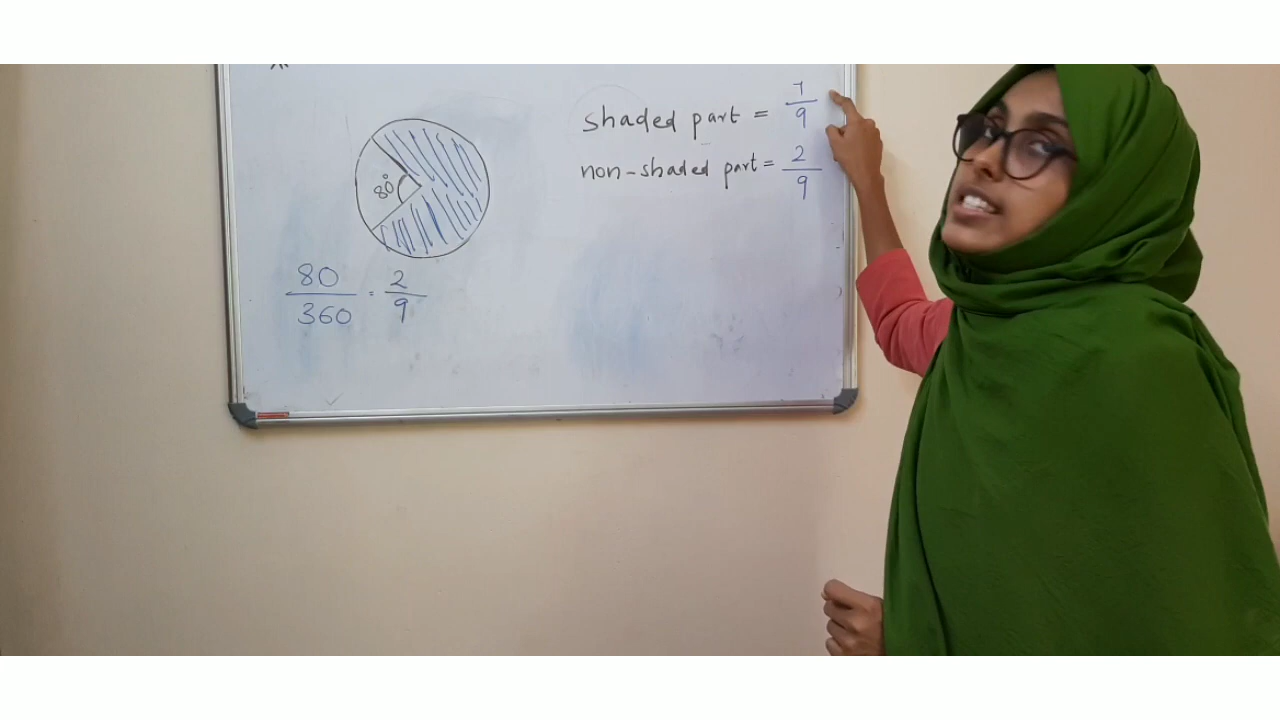 shaded part = 7/9
80°
non-shaded part = 2/9
80/360 = 2/9